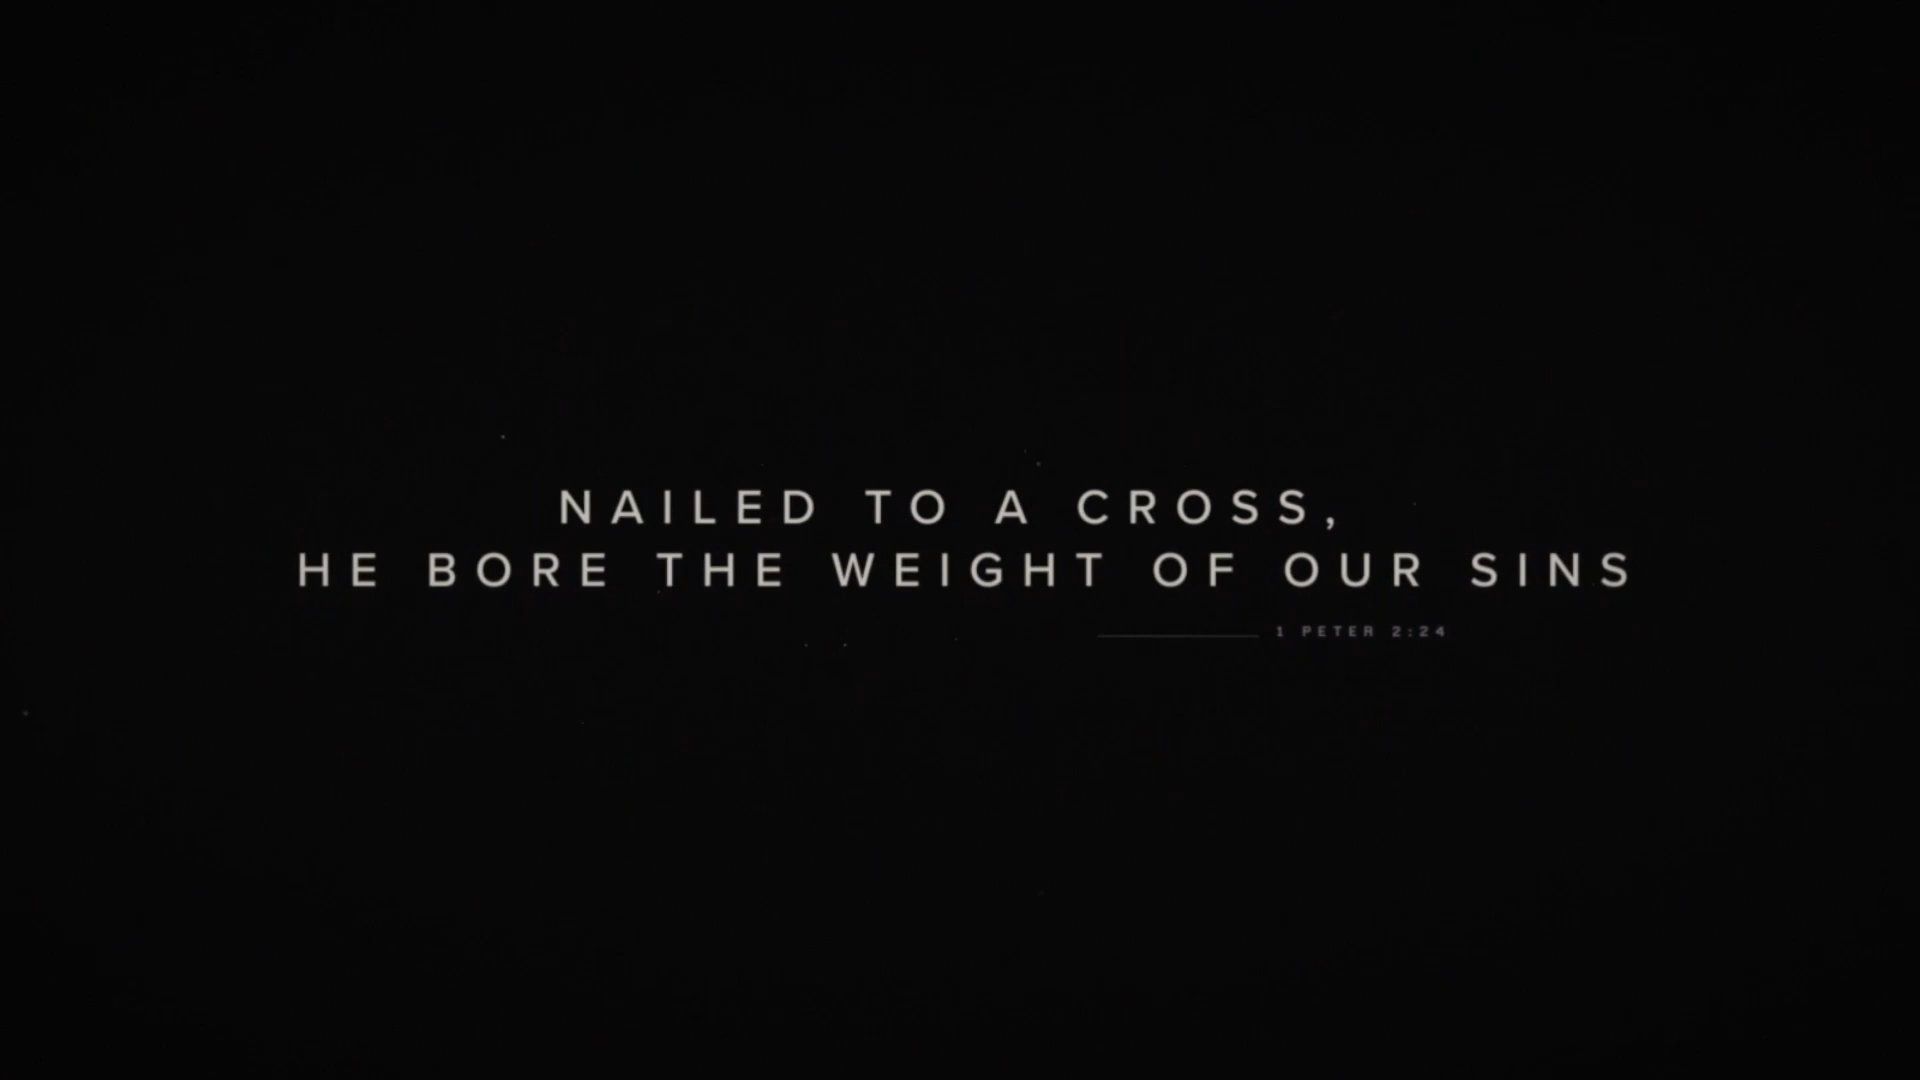 NAILED TO A CROSS,
HE BORE THE WEIGHT OF OUR SINS
1 PETER 2:24